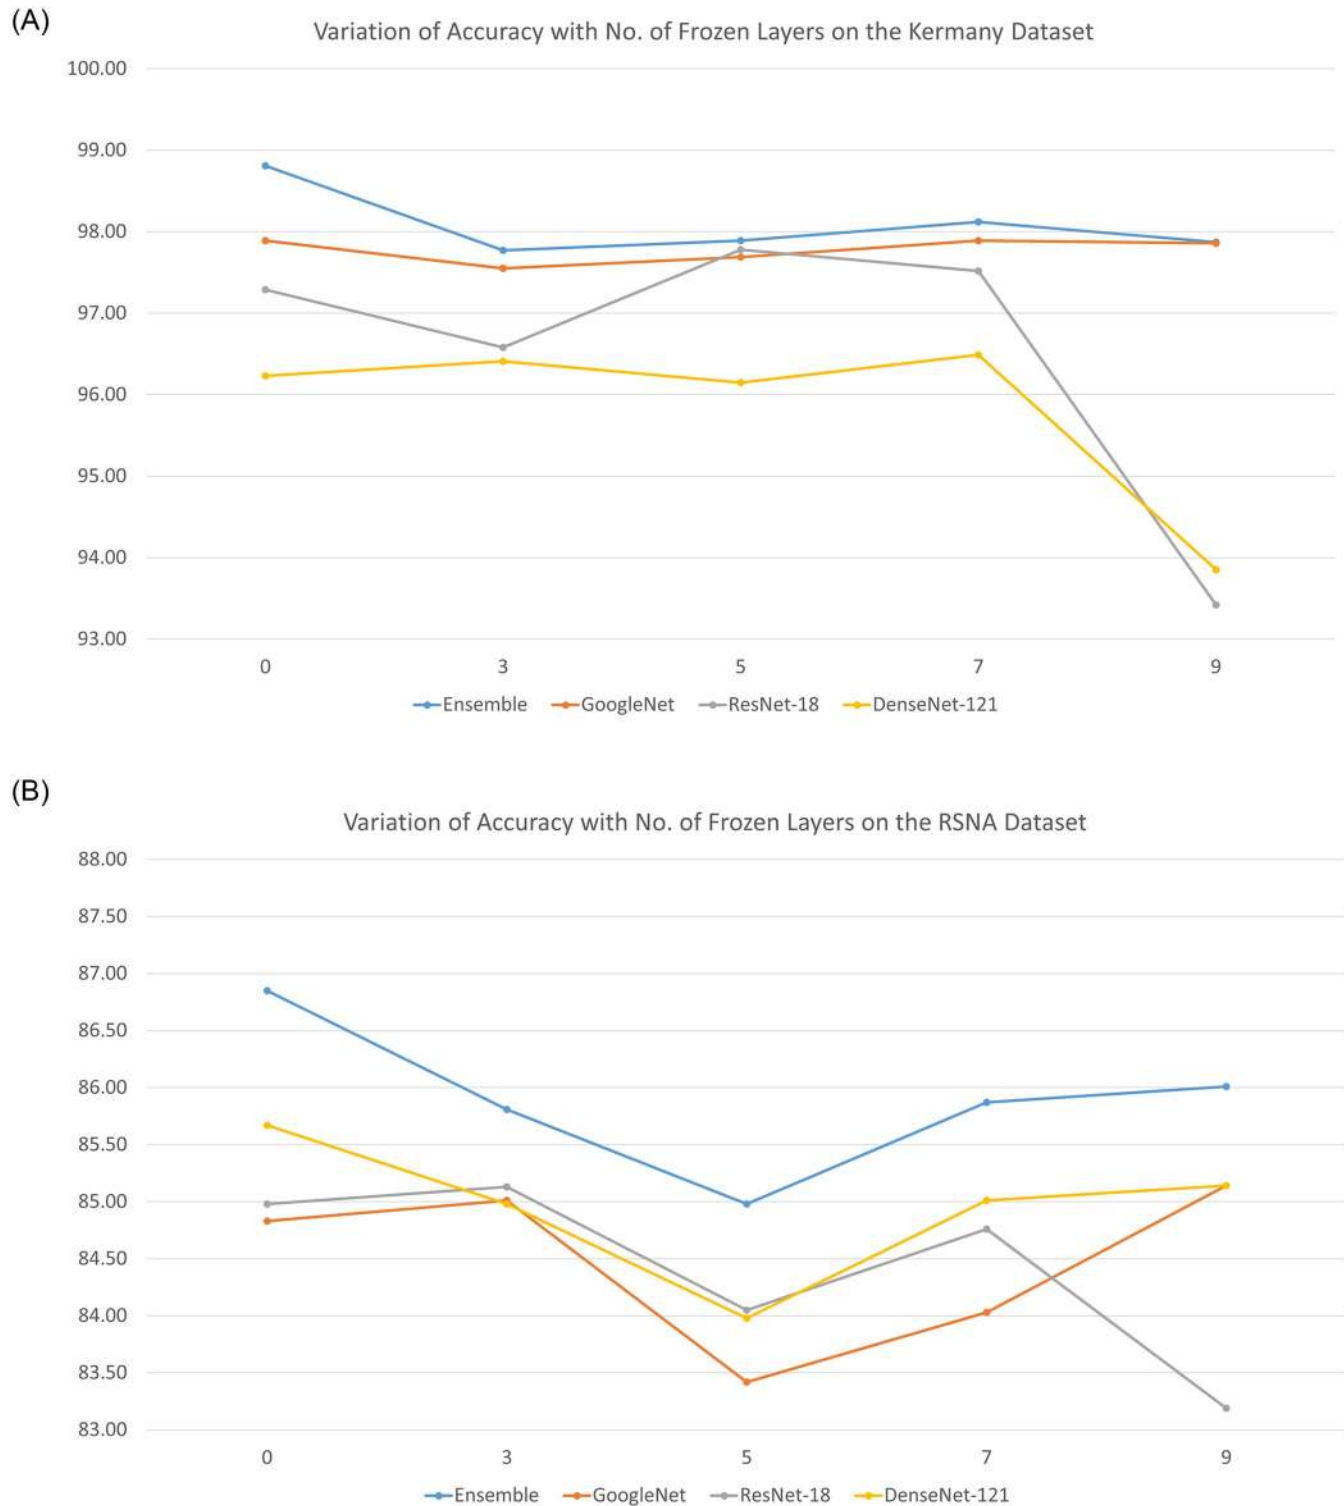 (A)
Variation of Accuracy with No. of Frozen Layers on the Kermany Dataset
100.00
99.00
98.00
97.00
96.00
95.00
94.00
93.00
0 3 5 7 9
Ensemble GoogleNet ResNet-18 DenseNet-121
(B)
Variation of Accuracy with No. of Frozen Layers on the RSNA Dataset
88.00
87.50
87.00
86.50
86.00
85.50
85.00
84.50
84.00
83.50
83.00
0 3 5 7 9
Ensemble GoogleNet ResNet-18 DenseNet-121